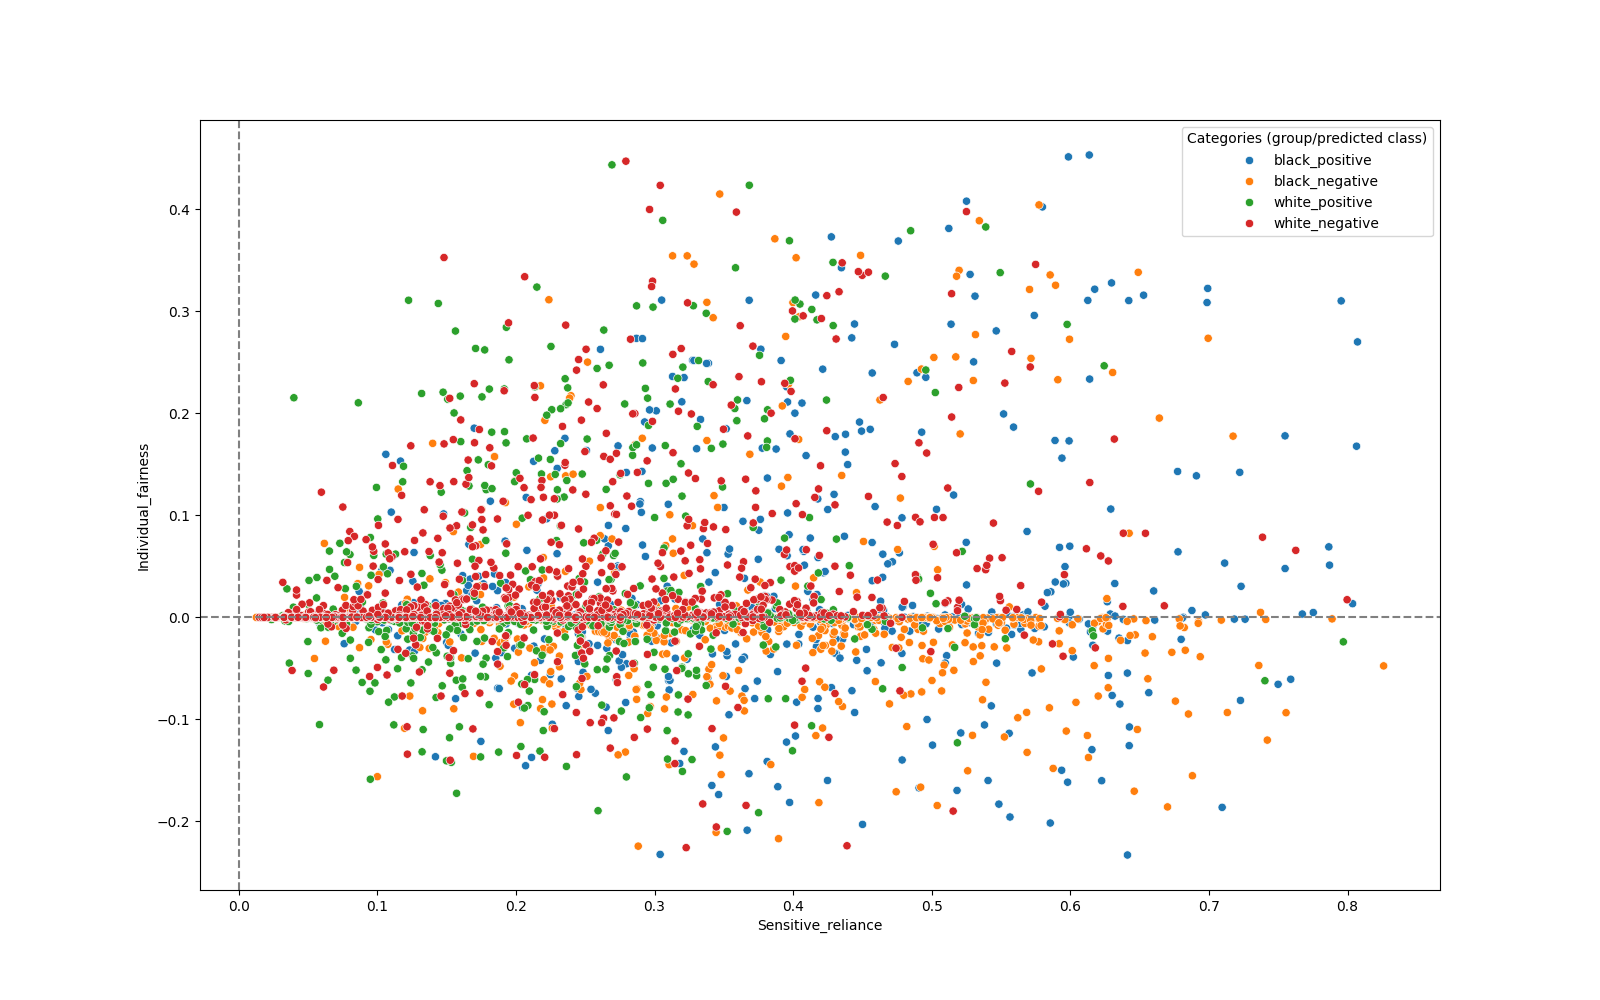 Categories (group/predicted class)
black_positive
black_negative
white_positive
white_negative
Individual_fairness
0.4
0.3
0.2
0.1
0.0
−0.1
−0.2
0.0 0.1 0.2 0.3 0.4 0.5 0.6 0.7 0.8
Sensitive_reliance